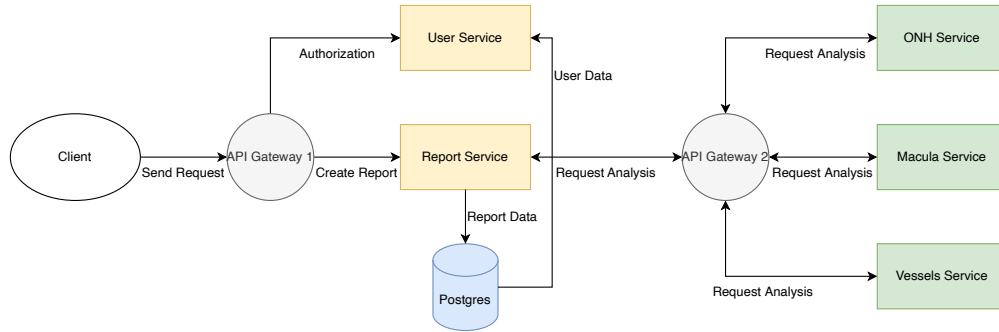 User Service
ONH Service
Authorization
Request Analysis
User Data
Client
API Gateway 1
Report Service
API Gateway 2
Macula Service
Send Request
Create Report
Request Analysis
Request Analysis
Report Data
Postgres
Vessels Service
Request Analysis